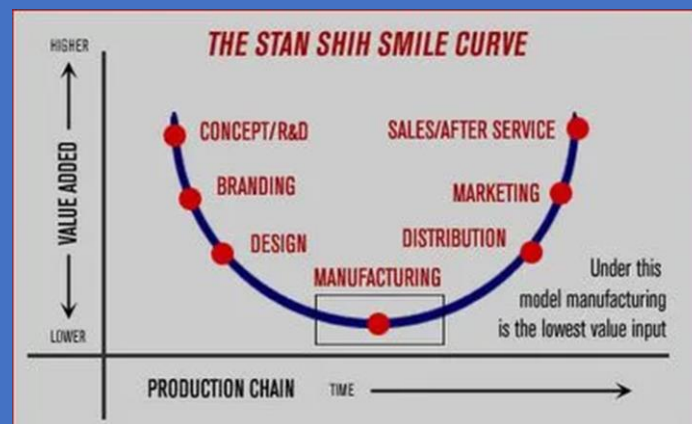 THE STAN SHIH SMILE CURVE
HIGHER
VALUE ADDED
LOWER
CONCEPT/R&D
BRANDING
DESIGN
MANUFACTURING
SALES/AFTER SERVICE
MARKETING
DISTRIBUTION
Under this
model manufacturing
is the lowest value input
PRODUCTION CHAIN TIME